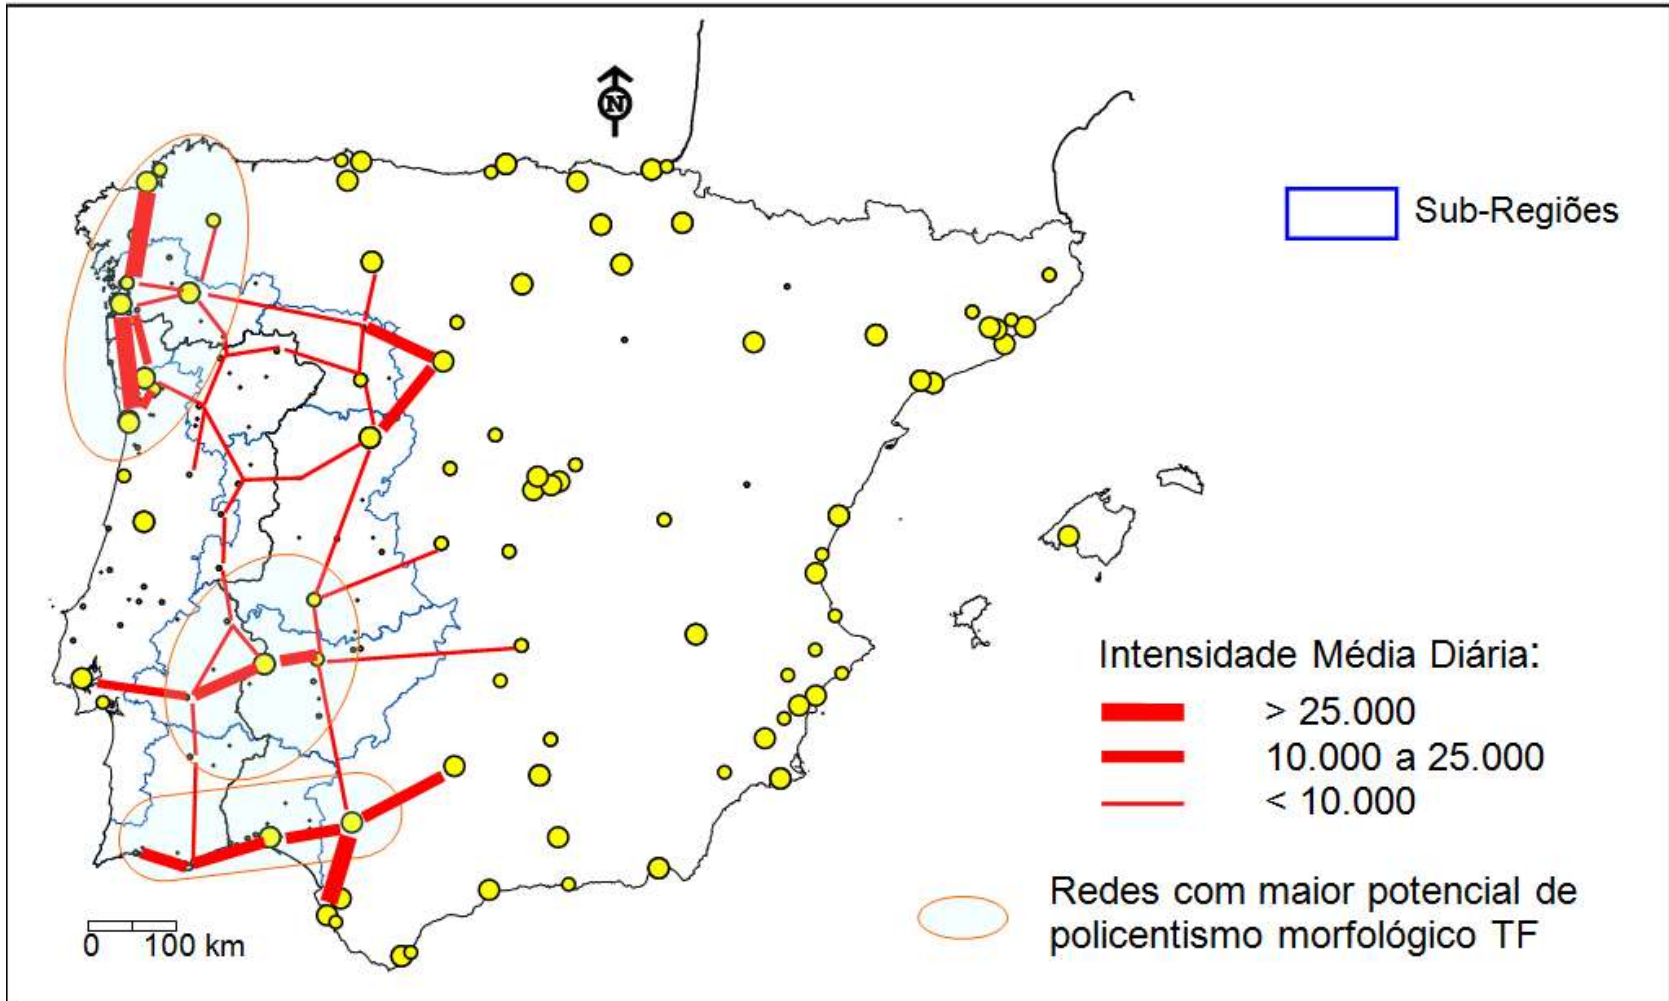 N
Sub-Regiões
Intensidade Média Diária:
> 25.000
10.000 a 25.000
< 10.000
Redes com maior potencial de
policentismo morfológico TF
0 100 km